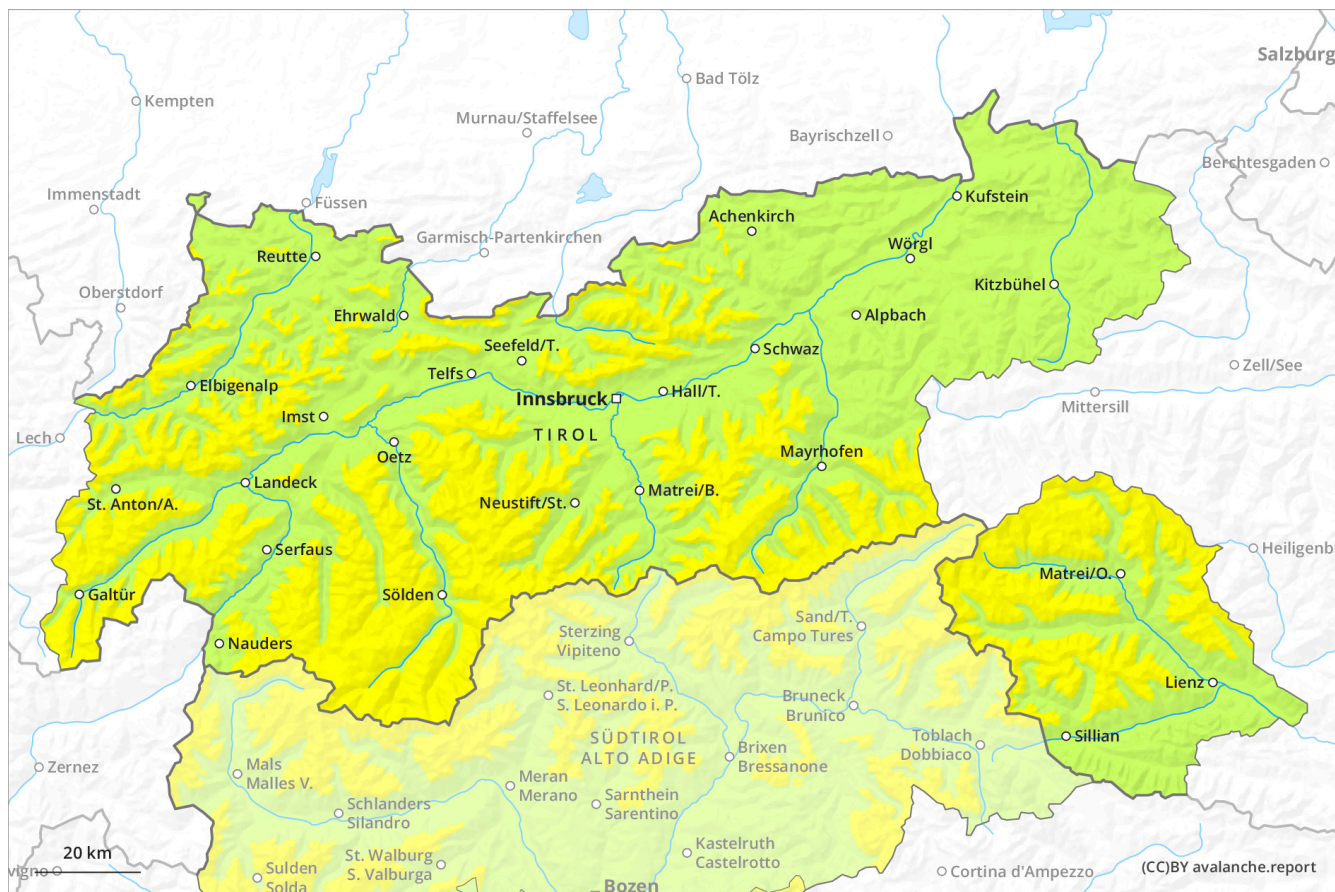 Salzburg
Bad Tölz
Kempten
Murnau/Staffelsee
Bayrischzell
Berchtesgaden
Immenstadt
Füssen
Kufstein
Achenkirch
Garmisch-Partenkirchen
Wörgl
Reutte
Kitzbühel
Oberstdorf
Ehrwald
Alpbach
Seefeld/T.
Schwaz
Zell/See
Telfs
Elbigenalp
Hall/T.
Innsbruck
Mittersill
Imst
TIROL
Lech
Oetz
Mayrhofen
Landeck
Matrei/B.
St. Anton/A.
Neustift/St.
Serfaus
Heiligenb
Matrei/O.
Galtür
Sölden
Sand/T.
Campo Tures
Sterzing
Vipiteno
Nauders
Lienz
St. Leonhard/P.
S. Leonardo i. P.
Bruneck
Brunico
SÜDTIROL
ALTO ADIGE
Toblach
Dobbiaco
Sillian
Brixen
Bressanone
Zernez
Mals
Malles V.
Meran
Merano
Schlanders
Silandro
Sarnthein
Sarentino
Kastelruth
Castelrotto
20 km
St. Walburg
S. Valburga
vigno
Sulden
Solda
Cortina d'Ampezzo
(CC)BY avalanche.report
Bozen